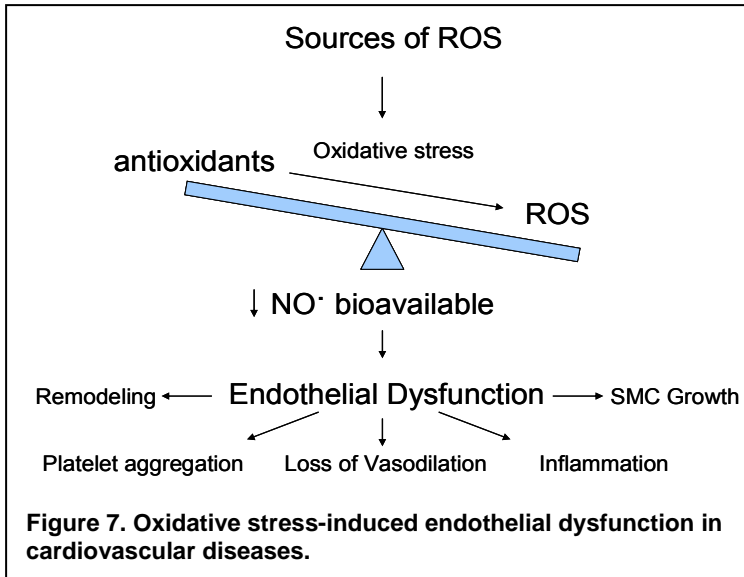 Sources of ROS
Oxidative stress
antioxidants
ROS
↓ NO· bioavailable
Remodeling
Endothelial Dysfunction
SMC Growth
Platelet aggregation
Loss of Vasodilation
Inflammation
Figure 7. Oxidative stress-induced endothelial dysfunction in
cardiovascular diseases.